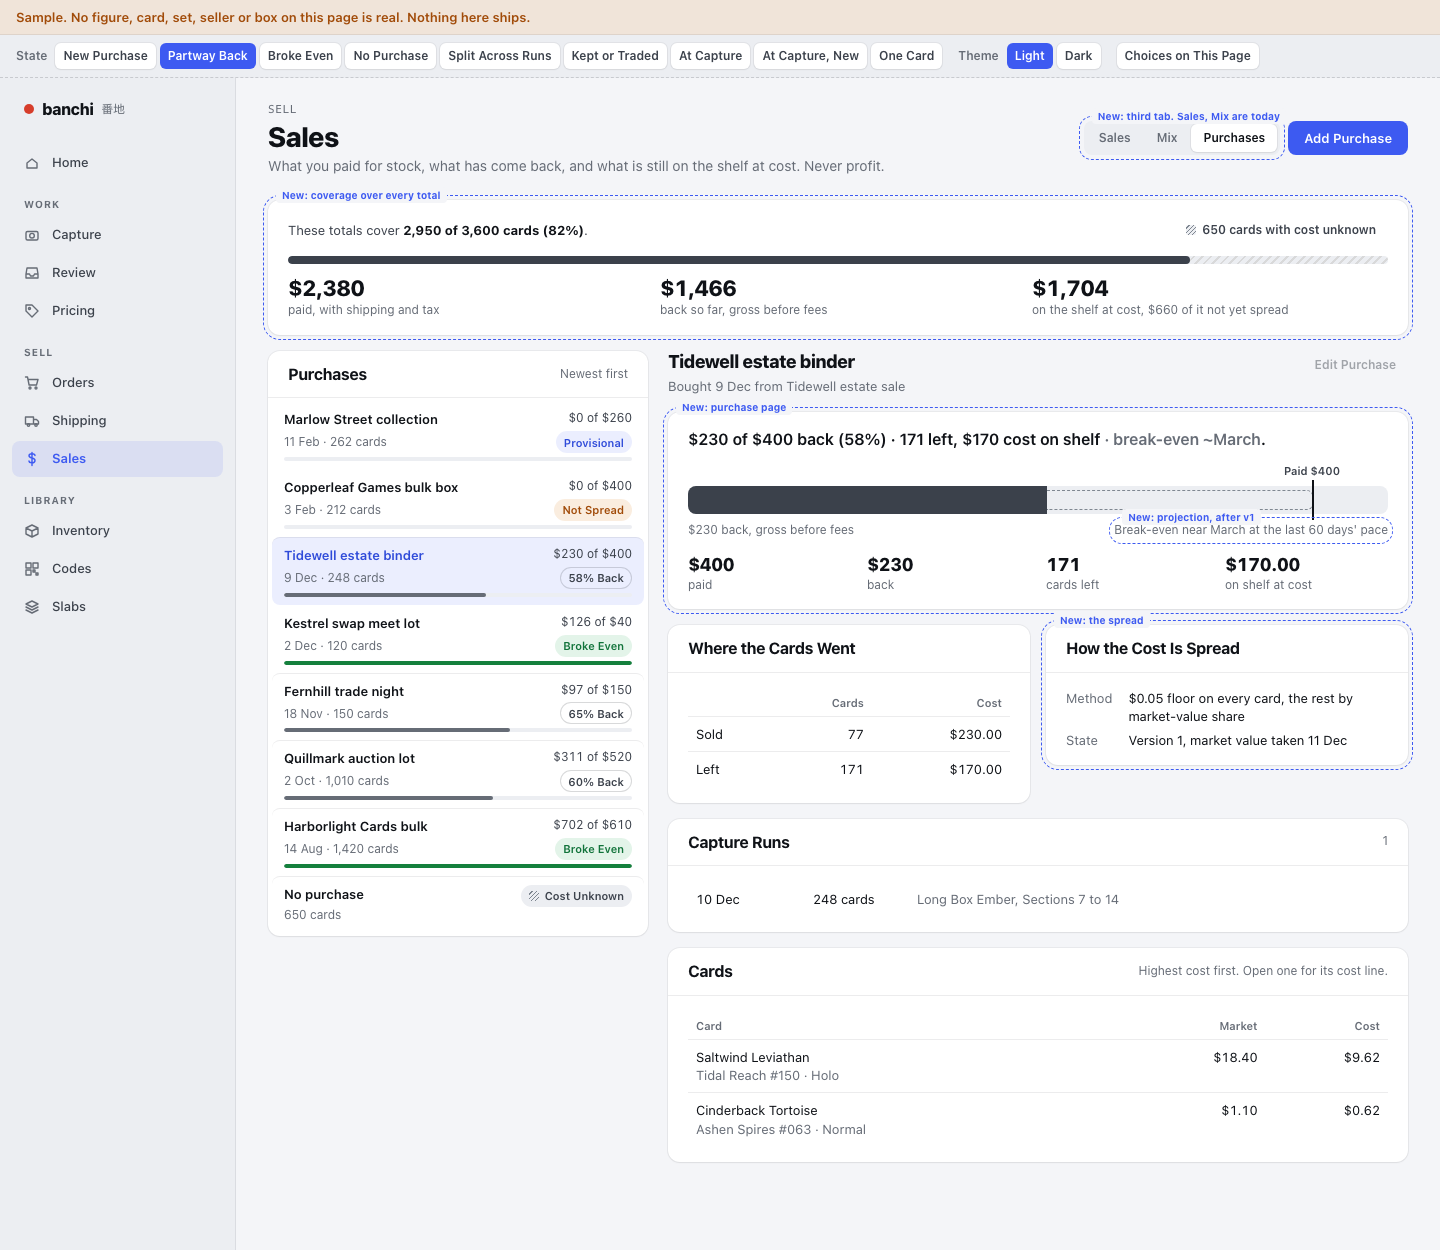 Sample. No figure, card, set, seller or box on this page is real. Nothing here ships.
State New Purchase Partway Back Broke Even No Purchase Split Across Runs Kept or Traded At Capture At Capture, New One Card Theme Light Dark Choices on This Page
banchi 番地
Home
WORK
Capture
Review
Pricing
SELL
Orders
Shipping
Sales
LIBRARY
Inventory
Codes
Slabs
SELL
Sales
What you paid for stock, what has come back, and what is still on the shelf at cost. Never profit.
New: third tab. Sales, Mix are today
Sales Mix Purchases
Add Purchase
New: coverage over every total
These totals cover 2,950 of 3,600 cards (82%).
650 cards with cost unknown
$2,380
paid, with shipping and tax
$1,466
back so far, gross before fees
$1,704
on the shelf at cost, $660 of it not yet spread
Purchases Newest first
Marlow Street collection $0 of $260
11 Feb · 262 cards Provisional
Copperleaf Games bulk box $0 of $400
3 Feb · 212 cards Not Spread
Tidewell estate binder $230 of $400
9 Dec · 248 cards 58% Back
Kestrel swap meet lot $126 of $40
2 Dec · 120 cards Broke Even
Fernhill trade night $97 of $150
18 Nov · 150 cards 65% Back
Quillmark auction lot $311 of $520
2 Oct · 1,010 cards 60% Back
Harborlight Cards bulk $702 of $610
14 Aug · 1,420 cards Broke Even
No purchase Cost Unknown
650 cards
Tidewell estate binder
Edit Purchase
Bought 9 Dec from Tidewell estate sale
New: purchase page
$230 of $400 back (58%) · 171 left, $170 cost on shelf · break-even ~March.
Paid $400
$230 back, gross before fees
New: projection, after v1
Break-even near March at the last 60 days' pace
$400
paid
$230
back
171
cards left
$170.00
on shelf at cost
Where the Cards Went
Cards Cost
Sold 77 $230.00
Left 171 $170.00
New: the spread
How the Cost Is Spread
Method $0.05 floor on every card, the rest by
market-value share
State Version 1, market value taken 11 Dec
Capture Runs 1
10 Dec 248 cards Long Box Ember, Sections 7 to 14
Cards Highest cost first. Open one for its cost line.
Card Market Cost
Saltwind Leviathan $18.40 $9.62
Tidal Reach #150 · Holo
Cinderback Tortoise $1.10 $0.62
Ashen Spires #063 · Normal